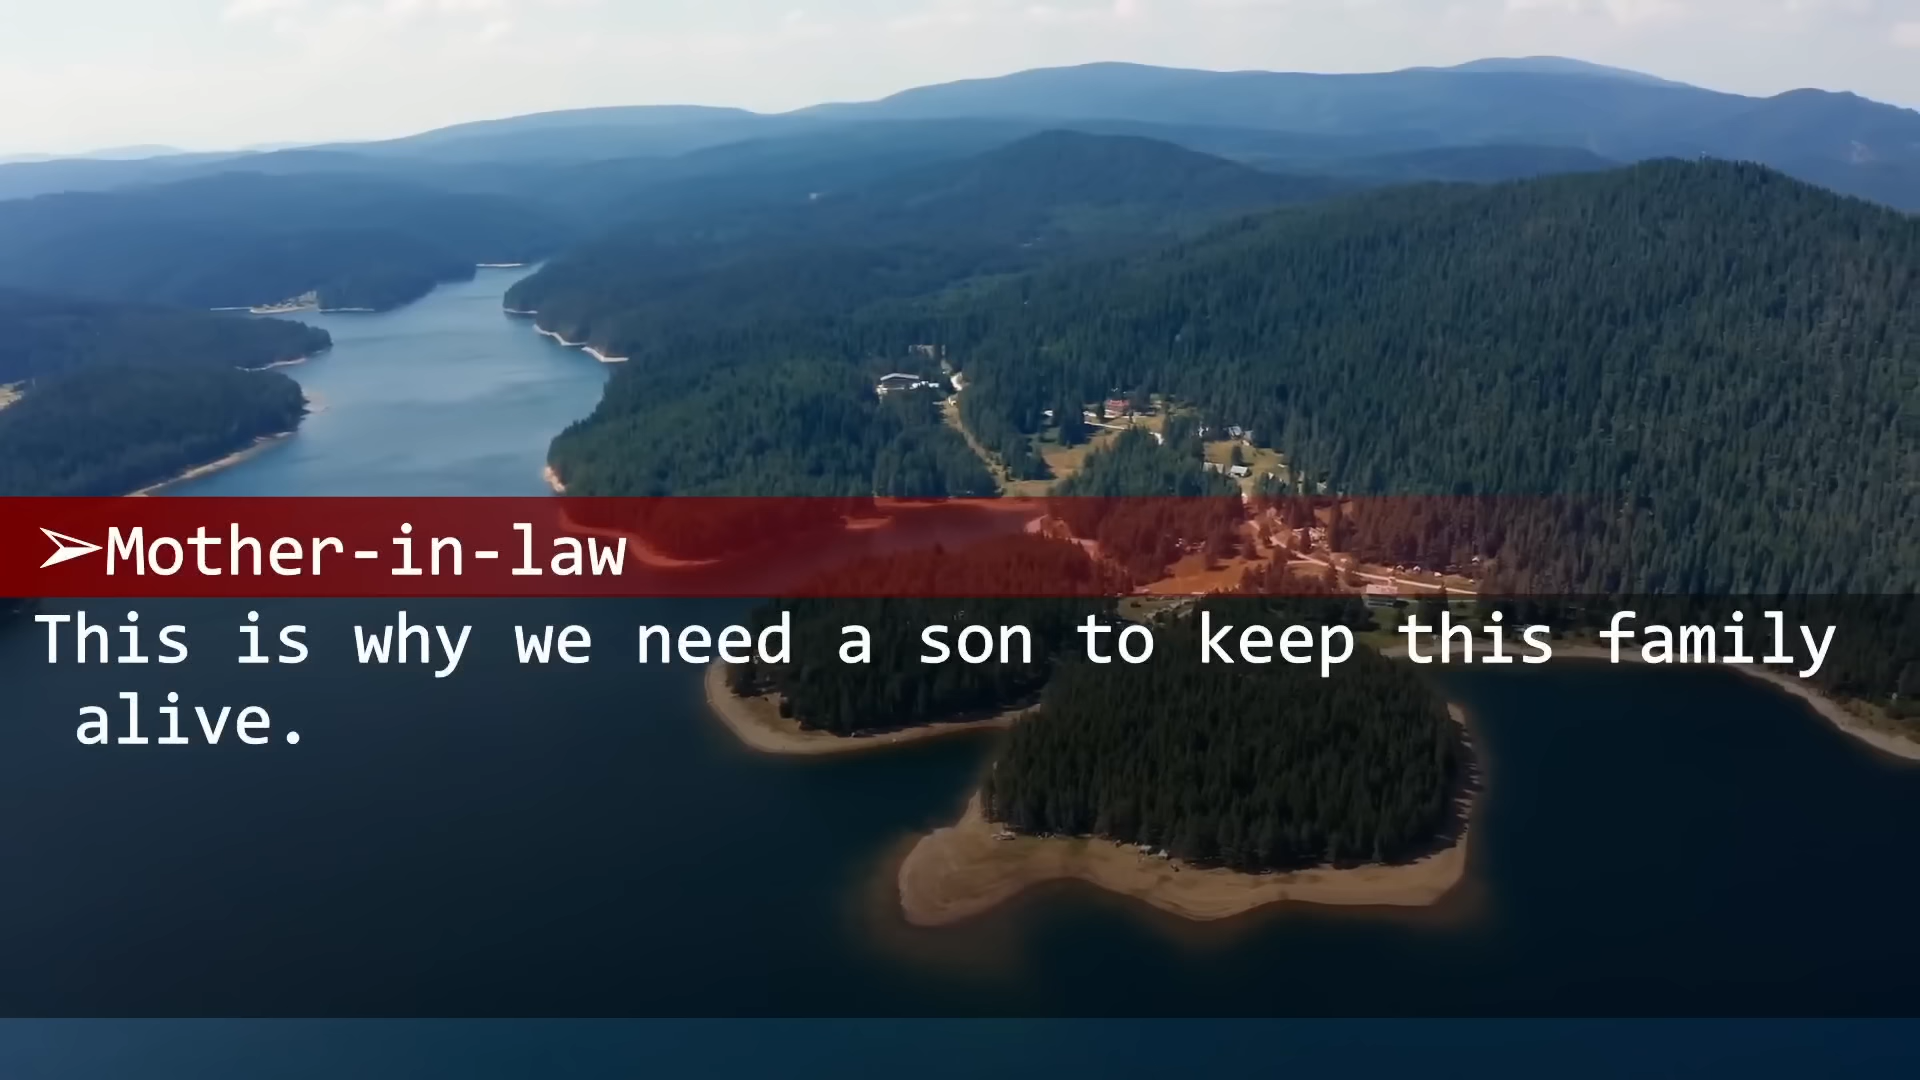 ➢Mother-in-law
This is why we need a son to keep this family
alive.